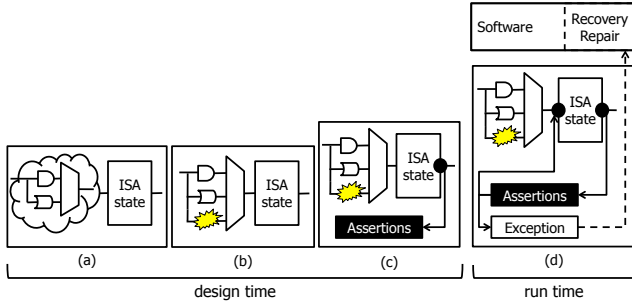 Software
Recovery
Repair
ISA
state
ISA
state
ISA
state
ISA
state
Assertions
Assertions
Exception
(a)
(b)
(c)
(d)
design time
run time